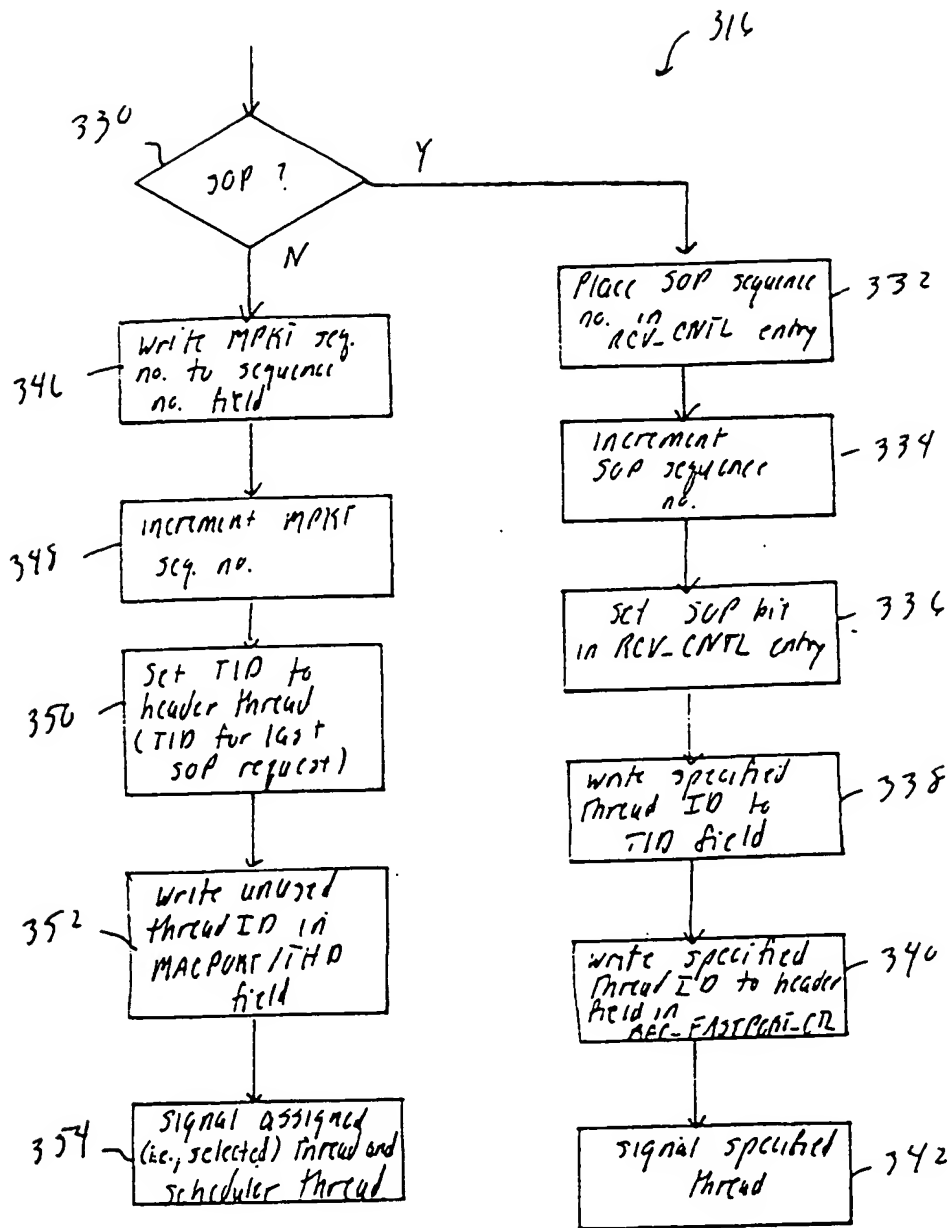 316
330
SOP ?
Y
N
Place SOP sequence
no. in
RCV_CNTL entry
332
Write MPKT seq.
no. to sequence
no. field
346
increment
SOP sequence
no.
334
increment MPKT
seq. no.
348
Set SOP bit
in RCV_CNTL entry
336
Set TID to
header thread
(TID for last
SOP request)
350
write specified
thread ID to
TID field
338
write unused
thread ID in
MACPORT/THD
field
352
write specified
thread ID to header
field in
REC_FASTPORT_CTL
340
signal assigned
(i.e., selected) thread and
scheduler thread
354
signal specified
thread
342